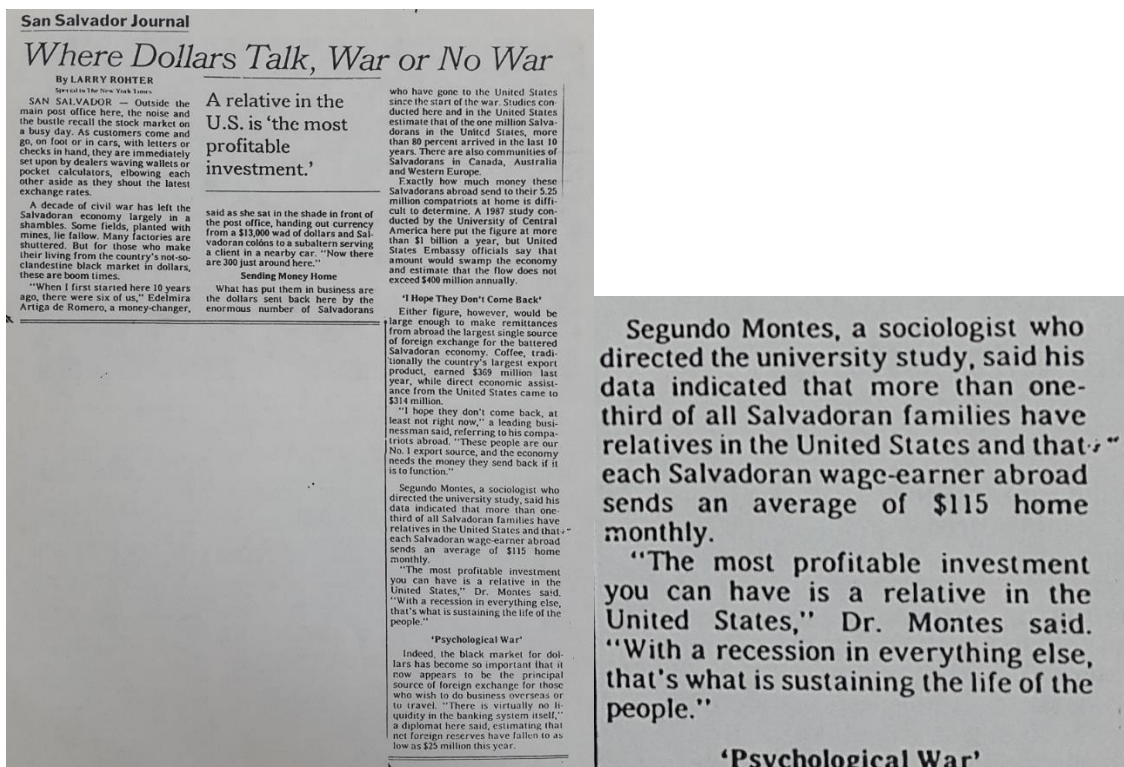 San Salvador Journal
Where Dollars Talk, War or No War
By LARRY ROHTER
Special to The New York Times
SAN SALVADOR — Outside the
main post office here, the noise and
the bustle recall the stock market on
a busy day. As customers come and
go, on foot or in cars, with letters or
checks in hand, they are immediately
set upon by dealers waving wallets or
pocket calculators, elbowing each
other aside as they shout the latest
exchange rates.
A decade of civil war has left the
Salvadoran economy largely in a
shambles. Some fields, planted with
mines, lie fallow. Many factories are
shuttered. But for those who make
their living from the country's not-so-
clandestine black market in dollars,
these are boom times.
"When I first started here 10 years
ago, there were six of us," Edelmira
Artiga de Romero, a money-changer,
A relative in the
U.S. is 'the most
profitable
investment.'
said as she sat in the shade in front of
the post office, handing out currency
from a $13,000 wad of dollars and Sal-
vadoran colóns to a subaltern serving
a client in a nearby car. "Now there
are 300 just around here."
Sending Money Home
What has put them in business are
the dollars sent back here by the
enormous number of Salvadorans
who have gone to the United States
since the start of the war. Studies con-
ducted here and in the United States
estimate that of the one million Salva-
dorans in the United States, more
than 80 percent arrived in the last 10
years. There are also communities of
Salvadorans in Canada, Australia
and Western Europe.
Exactly how much money these
Salvadorans abroad send to their 5.25
million compatriots at home is diffi-
cult to determine. A 1987 study con-
ducted by the University of Central
America here put the figure at more
than $1 billion a year, but United
States Embassy officials say that
amount would swamp the economy
and estimate that the flow does not
exceed $400 million annually.
'I Hope They Don't Come Back'
Either figure, however, would be
large enough to make remittances
from abroad the largest single source
of foreign exchange for the battered
Salvadoran economy. Coffee, tradi-
tionally the country's largest export
product, earned $369 million last
year, while direct economic assist-
ance from the United States came to
$314 million.
"I hope they don't come back, at
least not right now," a leading busi-
nessman said, referring to his compa-
triots abroad. "These people are our
No. 1 export source, and the economy
needs the money they send back if it
is to function."
Segundo Montes, a sociologist who
directed the university study, said his
data indicated that more than one-
third of all Salvadoran families have
relatives in the United States and that
each Salvadoran wage-earner abroad
sends an average of $115 home
monthly.
"The most profitable investment
you can have is a relative in the
United States," Dr. Montes said.
"With a recession in everything else,
that's what is sustaining the life of the
people."
'Psychological War'
Indeed, the black market for dol-
lars has become so important that it
now appears to be the principal
source of foreign exchange for those
who wish to do business overseas or
to travel. "There is virtually no li-
quidity in the banking system itself,"
a diplomat here said, estimating that
net foreign reserves have fallen to as
low as $25 million this year.
Segundo Montes, a sociologist who
directed the university study, said his
data indicated that more than one-
third of all Salvadoran families have
relatives in the United States and that
each Salvadoran wage-earner abroad
sends an average of $115 home
monthly.
"The most profitable investment
you can have is a relative in the
United States," Dr. Montes said.
"With a recession in everything else,
that's what is sustaining the life of the
people."
'Psychological War'